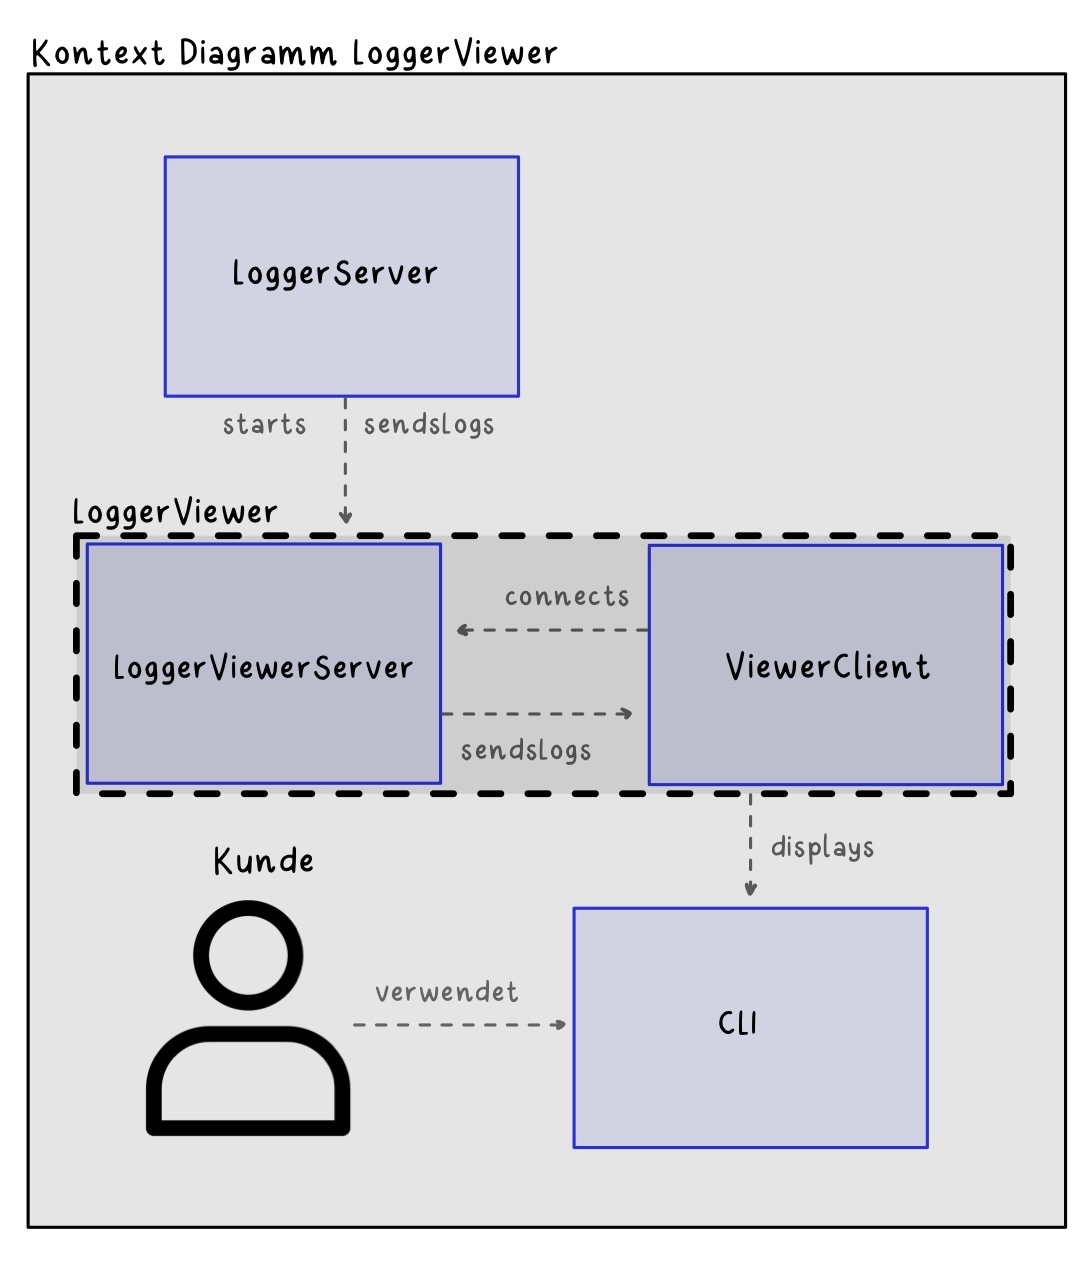 Kontext Diagramm LoggerViewer
LoggerServer
starts
sendsLogs
LoggerViewer
connects
LoggerViewerServer
ViewerClient
sendsLogs
displays
Kunde
verwendet
CLI